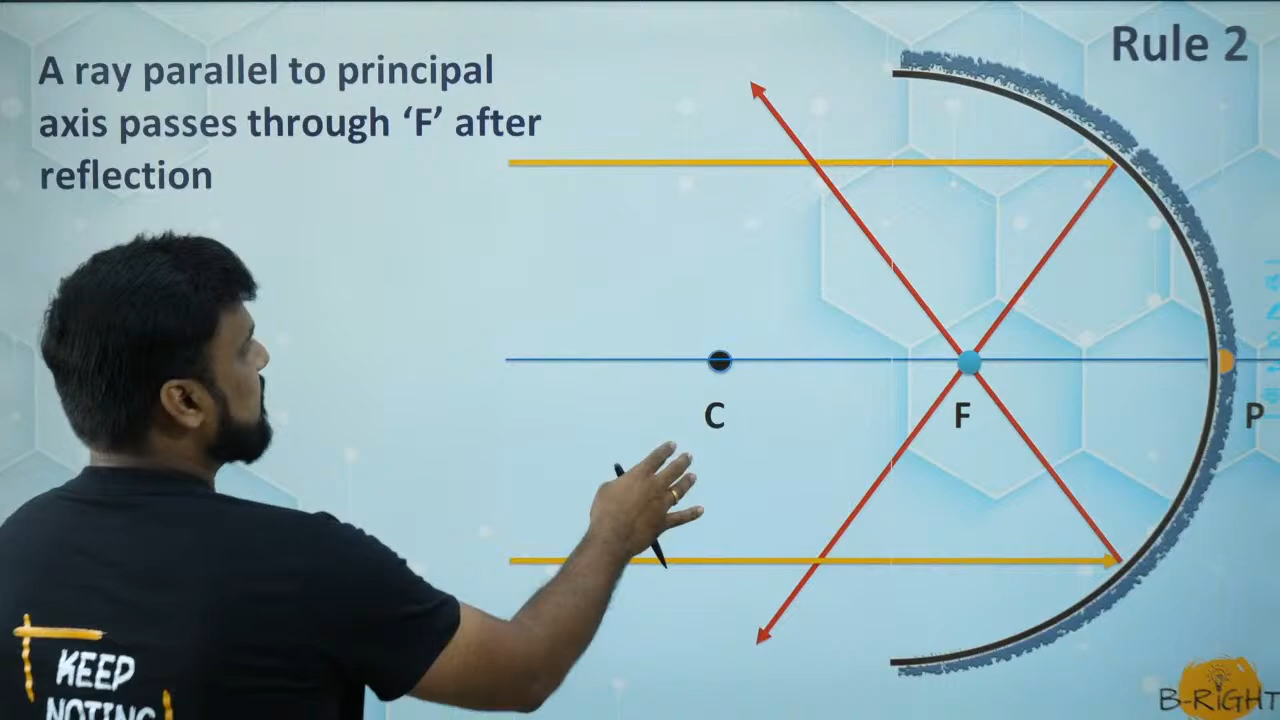 Rule 2
A ray parallel to principal
axis passes through ‘F’ after
reflection
C
F
P
KEEP
NOTING
B-RIGHT